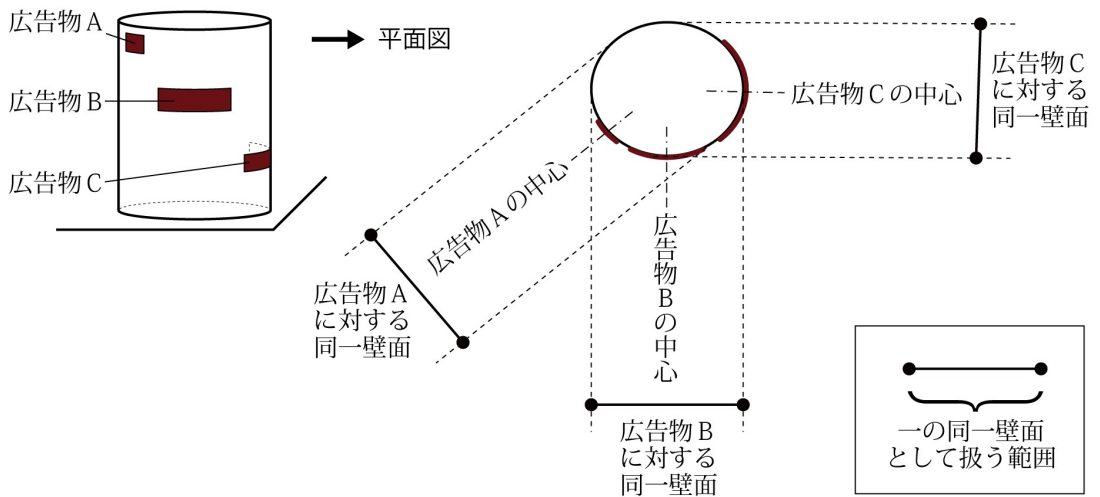 広告物A
広告物B
広告物C
平面図
広告物Aの中心
広告物Aに
対する
同一壁面
広告物Bの中心
広告物B
に対する
同一壁面
広告物Cの中心
広告物C
に対する
同一壁面
一の同一壁面
として扱う範囲